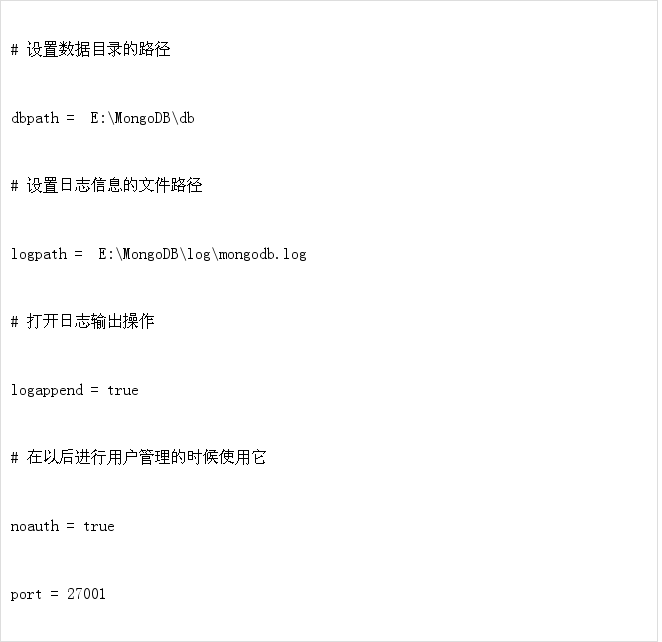 # 设置数据目录的路径
dbpath =  E:\MongoDB\db
# 设置日志信息的文件路径
logpath =  E:\MongoDB\log\mongodb.log
# 打开日志输出操作
logappend = true
# 在以后进行用户管理的时候使用它
noauth = true
port = 27001